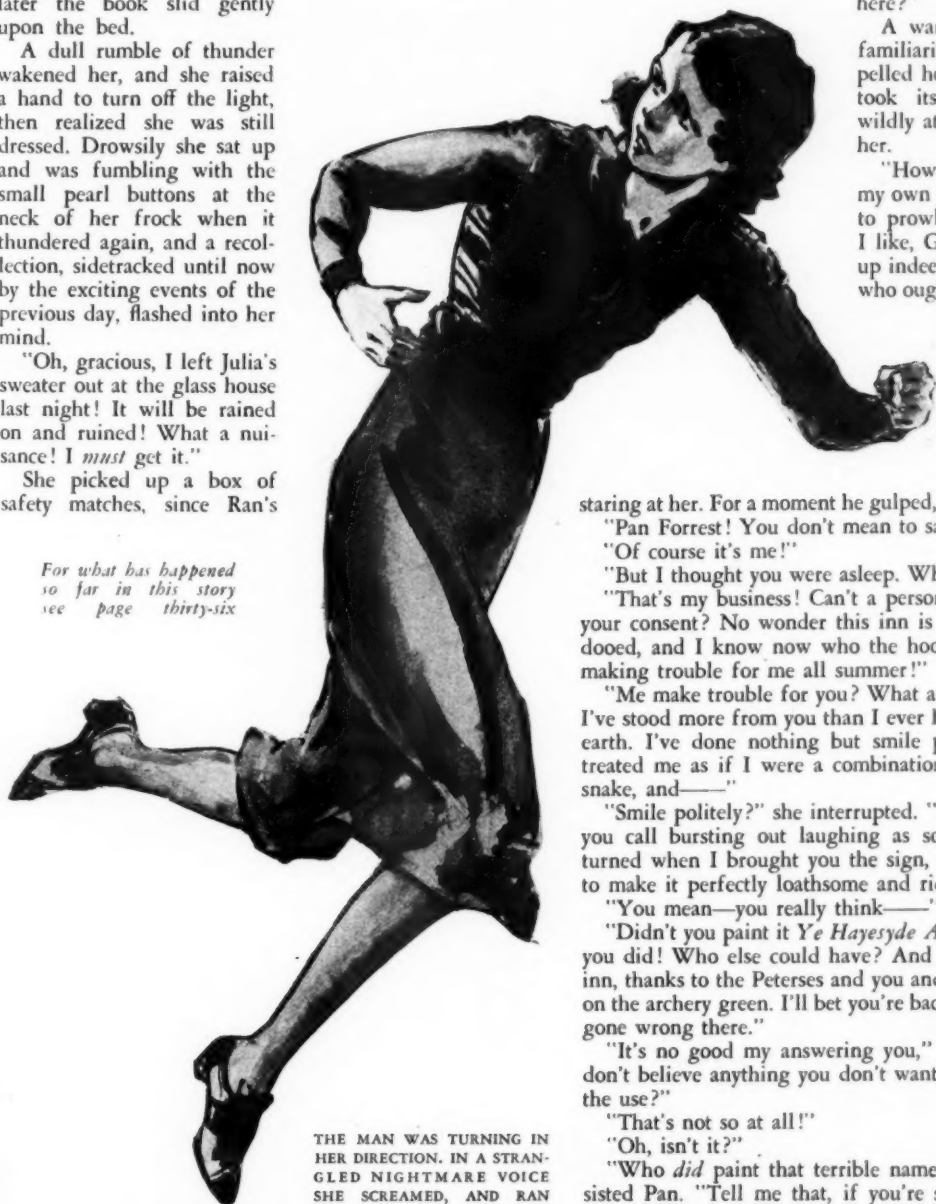 later the book slid gently
upon the bed.
A dull rumble of thunder
wakened her, and she raised
a hand to turn off the light,
then realized she was still
dressed. Drowsily she sat up
and was fumbling with the
small pearl buttons at the
neck of her frock when it
thundered again, and a recol-
lection, sidetracked until now
by the exciting events of the
previous day, flashed into her
mind.
"Oh, gracious, I left Julia's
sweater out at the glass house
last night! It will be rained
on and ruined! What a nui-
sance! I must get it."
She picked up a box of
safety matches, since Ran's
For what has happened
so far in this story
see page thirty-six
THE MAN WAS TURNING IN
HER DIRECTION. IN A STRAN-
GLED NIGHTMARE VOICE
SHE SCREAMED, AND RAN
here?"
A wa
familiari
pelled he
took its
wildly at
her.
"How
my own
to prowl
I like, G
up indee
who oug
staring at her. For a moment he gulped,
"Pan Forrest! You don't mean to sa
"Of course it's me!"
"But I thought you were asleep. Wh
"That's my business! Can't a person
your consent? No wonder this inn is
dooed, and I know now who the hoo
making trouble for me all summer!"
"Me make trouble for you? What a
I've stood more from you than I ever
earth. I've done nothing but smile p
treated me as if I were a combination
snake, and——"
"Smile politely?" she interrupted. "
you call bursting out laughing as so
turned when I brought you the sign,
to make it perfectly loathsome and ri
"You mean—you really think——"
"Didn't you paint it Ye Hayesyde A
you did! Who else could have? And
inn, thanks to the Peterses and you and
on the archery green. I'll bet you're bac
gone wrong there."
"It's no good my answering you,"
don't believe anything you don't want
the use?"
"That's not so at all!"
"Oh, isn't it?"
"Who did paint that terrible name
sisted Pan. "Tell me that, if you're